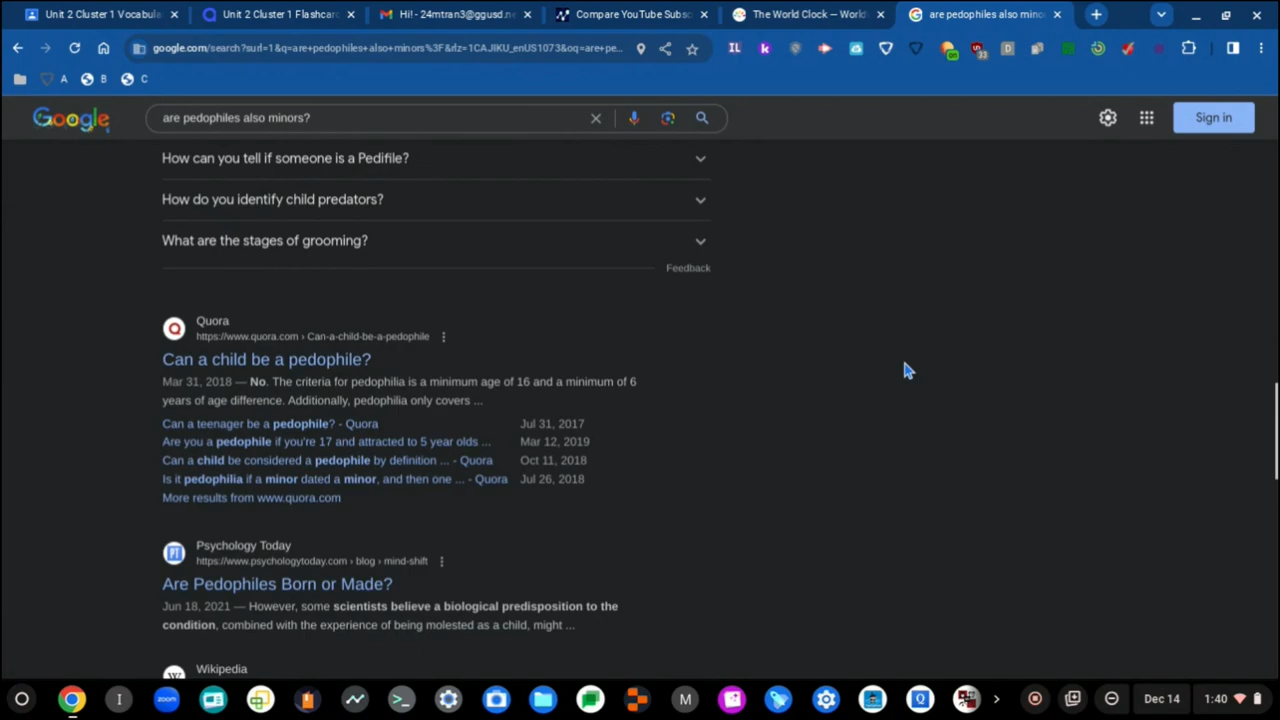 Unit 2 Cluster 1 Vocabula
Unit 2 Cluster 1 Flashcard
Hi! - 24mtran3@ggusd.ne
Compare YouTube Subsc
The World Clock — World
are pedophiles also mino
google.com/search?surl=1&q=are+pedophiles+also+minors%3F&rlz=1CAJIKU_enUS1073&oq=are+pe...
IL
k
on
33
D
A
B
C
Google
are pedophiles also minors?
Sign in
How can you tell if someone is a Pedifile?
How do you identify child predators?
What are the stages of grooming?
Feedback
Quora
https://www.quora.com › Can-a-child-be-a-pedophile
Can a child be a pedophile?
Mar 31, 2018 — No. The criteria for pedophilia is a minimum age of 16 and a minimum of 6
years of age difference. Additionally, pedophilia only covers ...
Can a teenager be a pedophile? - Quora Jul 31, 2017
Are you a pedophile if you're 17 and attracted to 5 year olds ... Mar 12, 2019
Can a child be considered a pedophile by definition ... - Quora Oct 11, 2018
Is it pedophilia if a minor dated a minor, and then one ... - Quora Jul 26, 2018
More results from www.quora.com
PT
Psychology Today
https://www.psychologytoday.com › blog › mind-shift
Are Pedophiles Born or Made?
Jun 18, 2021 — However, some scientists believe a biological predisposition to the
condition, combined with the experience of being molested as a child, might ...
W
Wikipedia
I
zoom
M
Q
Dec 14
1:40